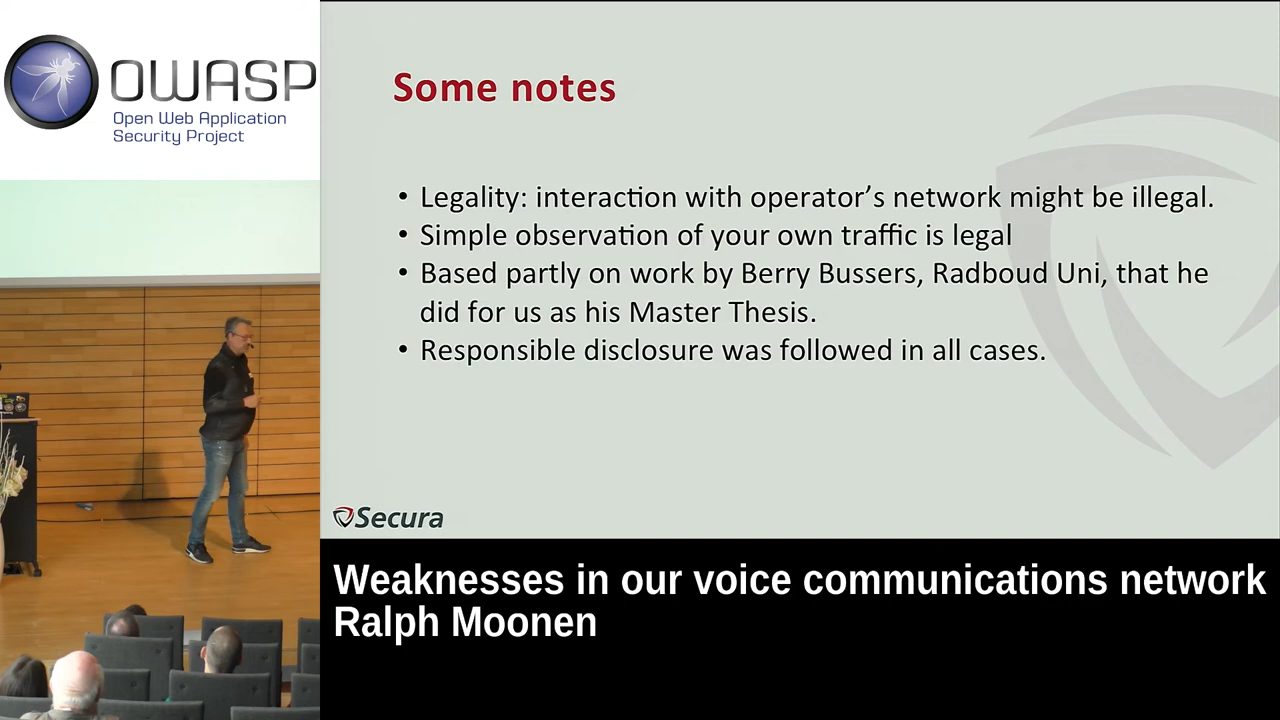 OWASP
Open Web Application
Security Project
Some notes
• Legality: interaction with operator’s network might be illegal.
• Simple observation of your own traffic is legal
• Based partly on work by Berry Bussers, Radboud Uni, that he
did for us as his Master Thesis.
• Responsible disclosure was followed in all cases.
Secura
Weaknesses in our voice communications network
Ralph Moonen